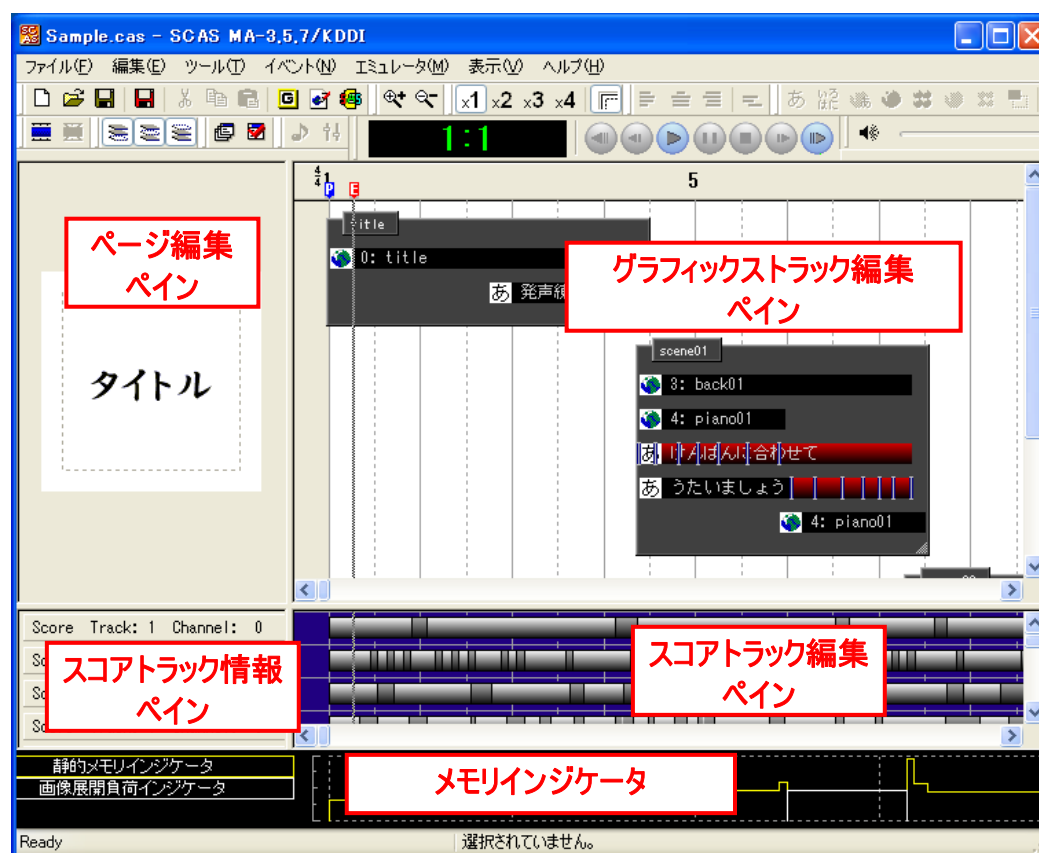 Sample.cas - SCAS MA-3,5,7/KDDI
ファイル(F) 編集(E) ツール(T) イベント(N) エミュレータ(M) 表示(V) ヘルプ(H)
x1 x2 x3 x4 あ
1:1
4/4 1 5
P E
title
0: title
あ 発声
ページ編集
ペイン
グラフィックストラック編集
ペイン
タイトル
scene01
3: back01
4: piano01
あ けんばんに合わせて
あ うたいましょう
4: piano01
Score Track: 1 Channel: 0
スコアトラック情報
ペイン
スコアトラック編集
ペイン
静的メモリインジケータ
画像展開負荷インジケータ
メモリインジケータ
Ready 選択されていません。